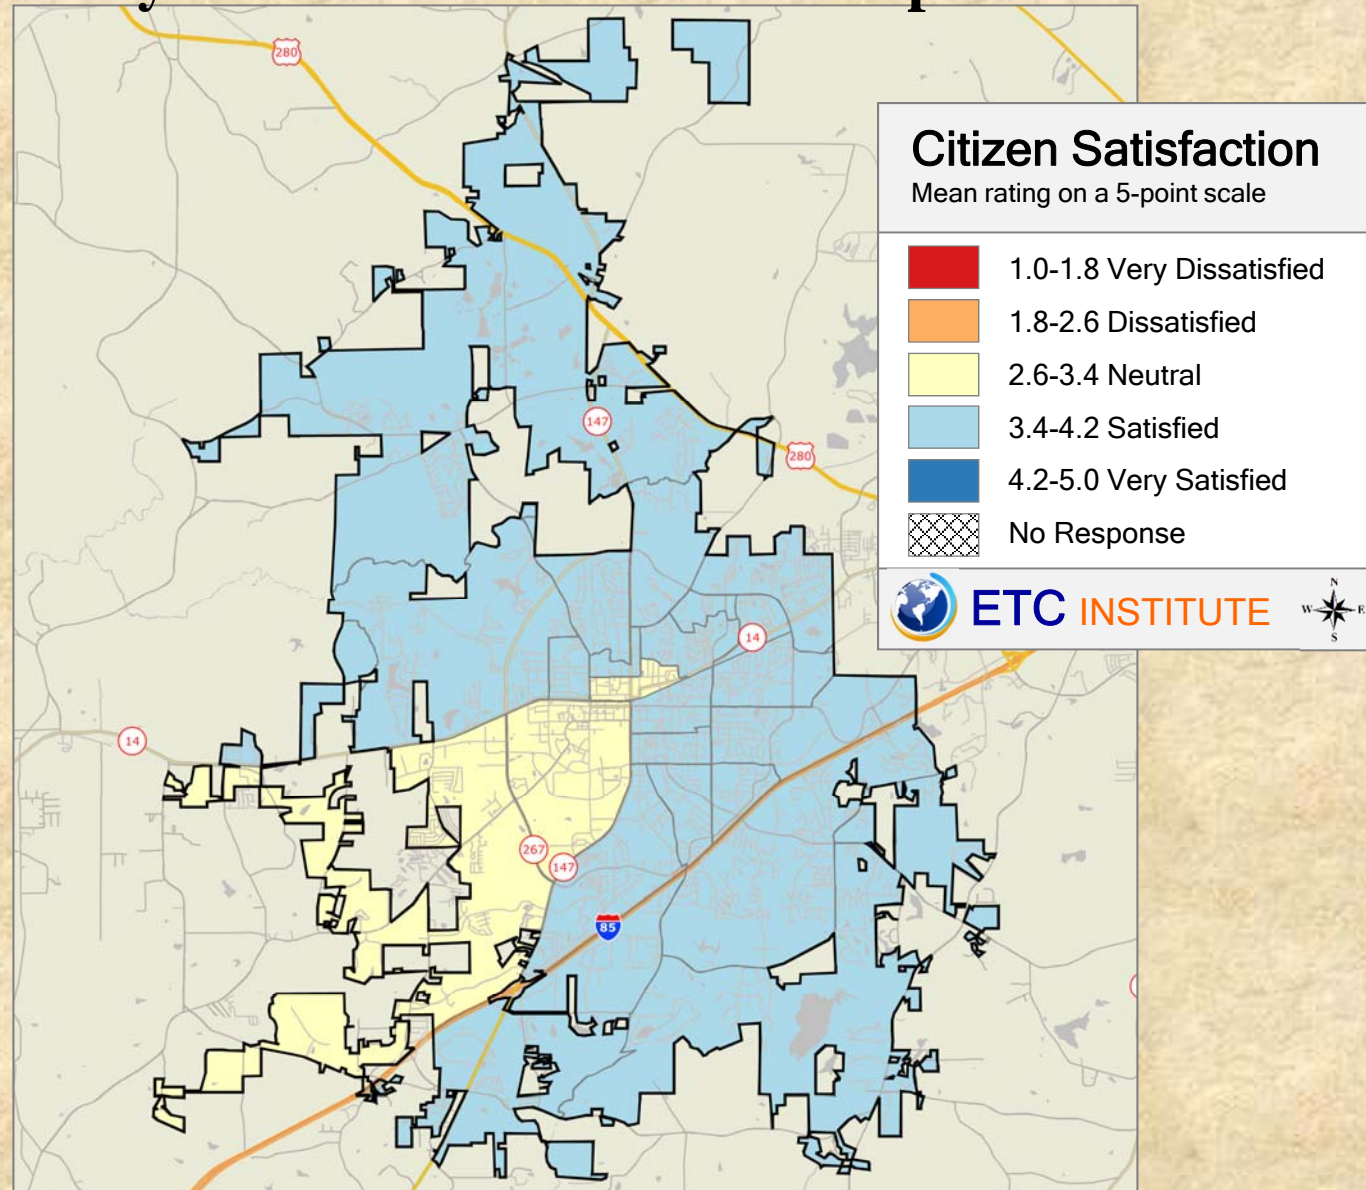 280
Citizen Satisfaction
Mean rating on a 5-point scale
1.0-1.8 Very Dissatisfied
1.8-2.6 Dissatisfied
2.6-3.4 Neutral
3.4-4.2 Satisfied
147
280
4.2-5.0 Very Satisfied
No Response
ETC INSTITUTE
N
W E
S
14
14
267
147
85